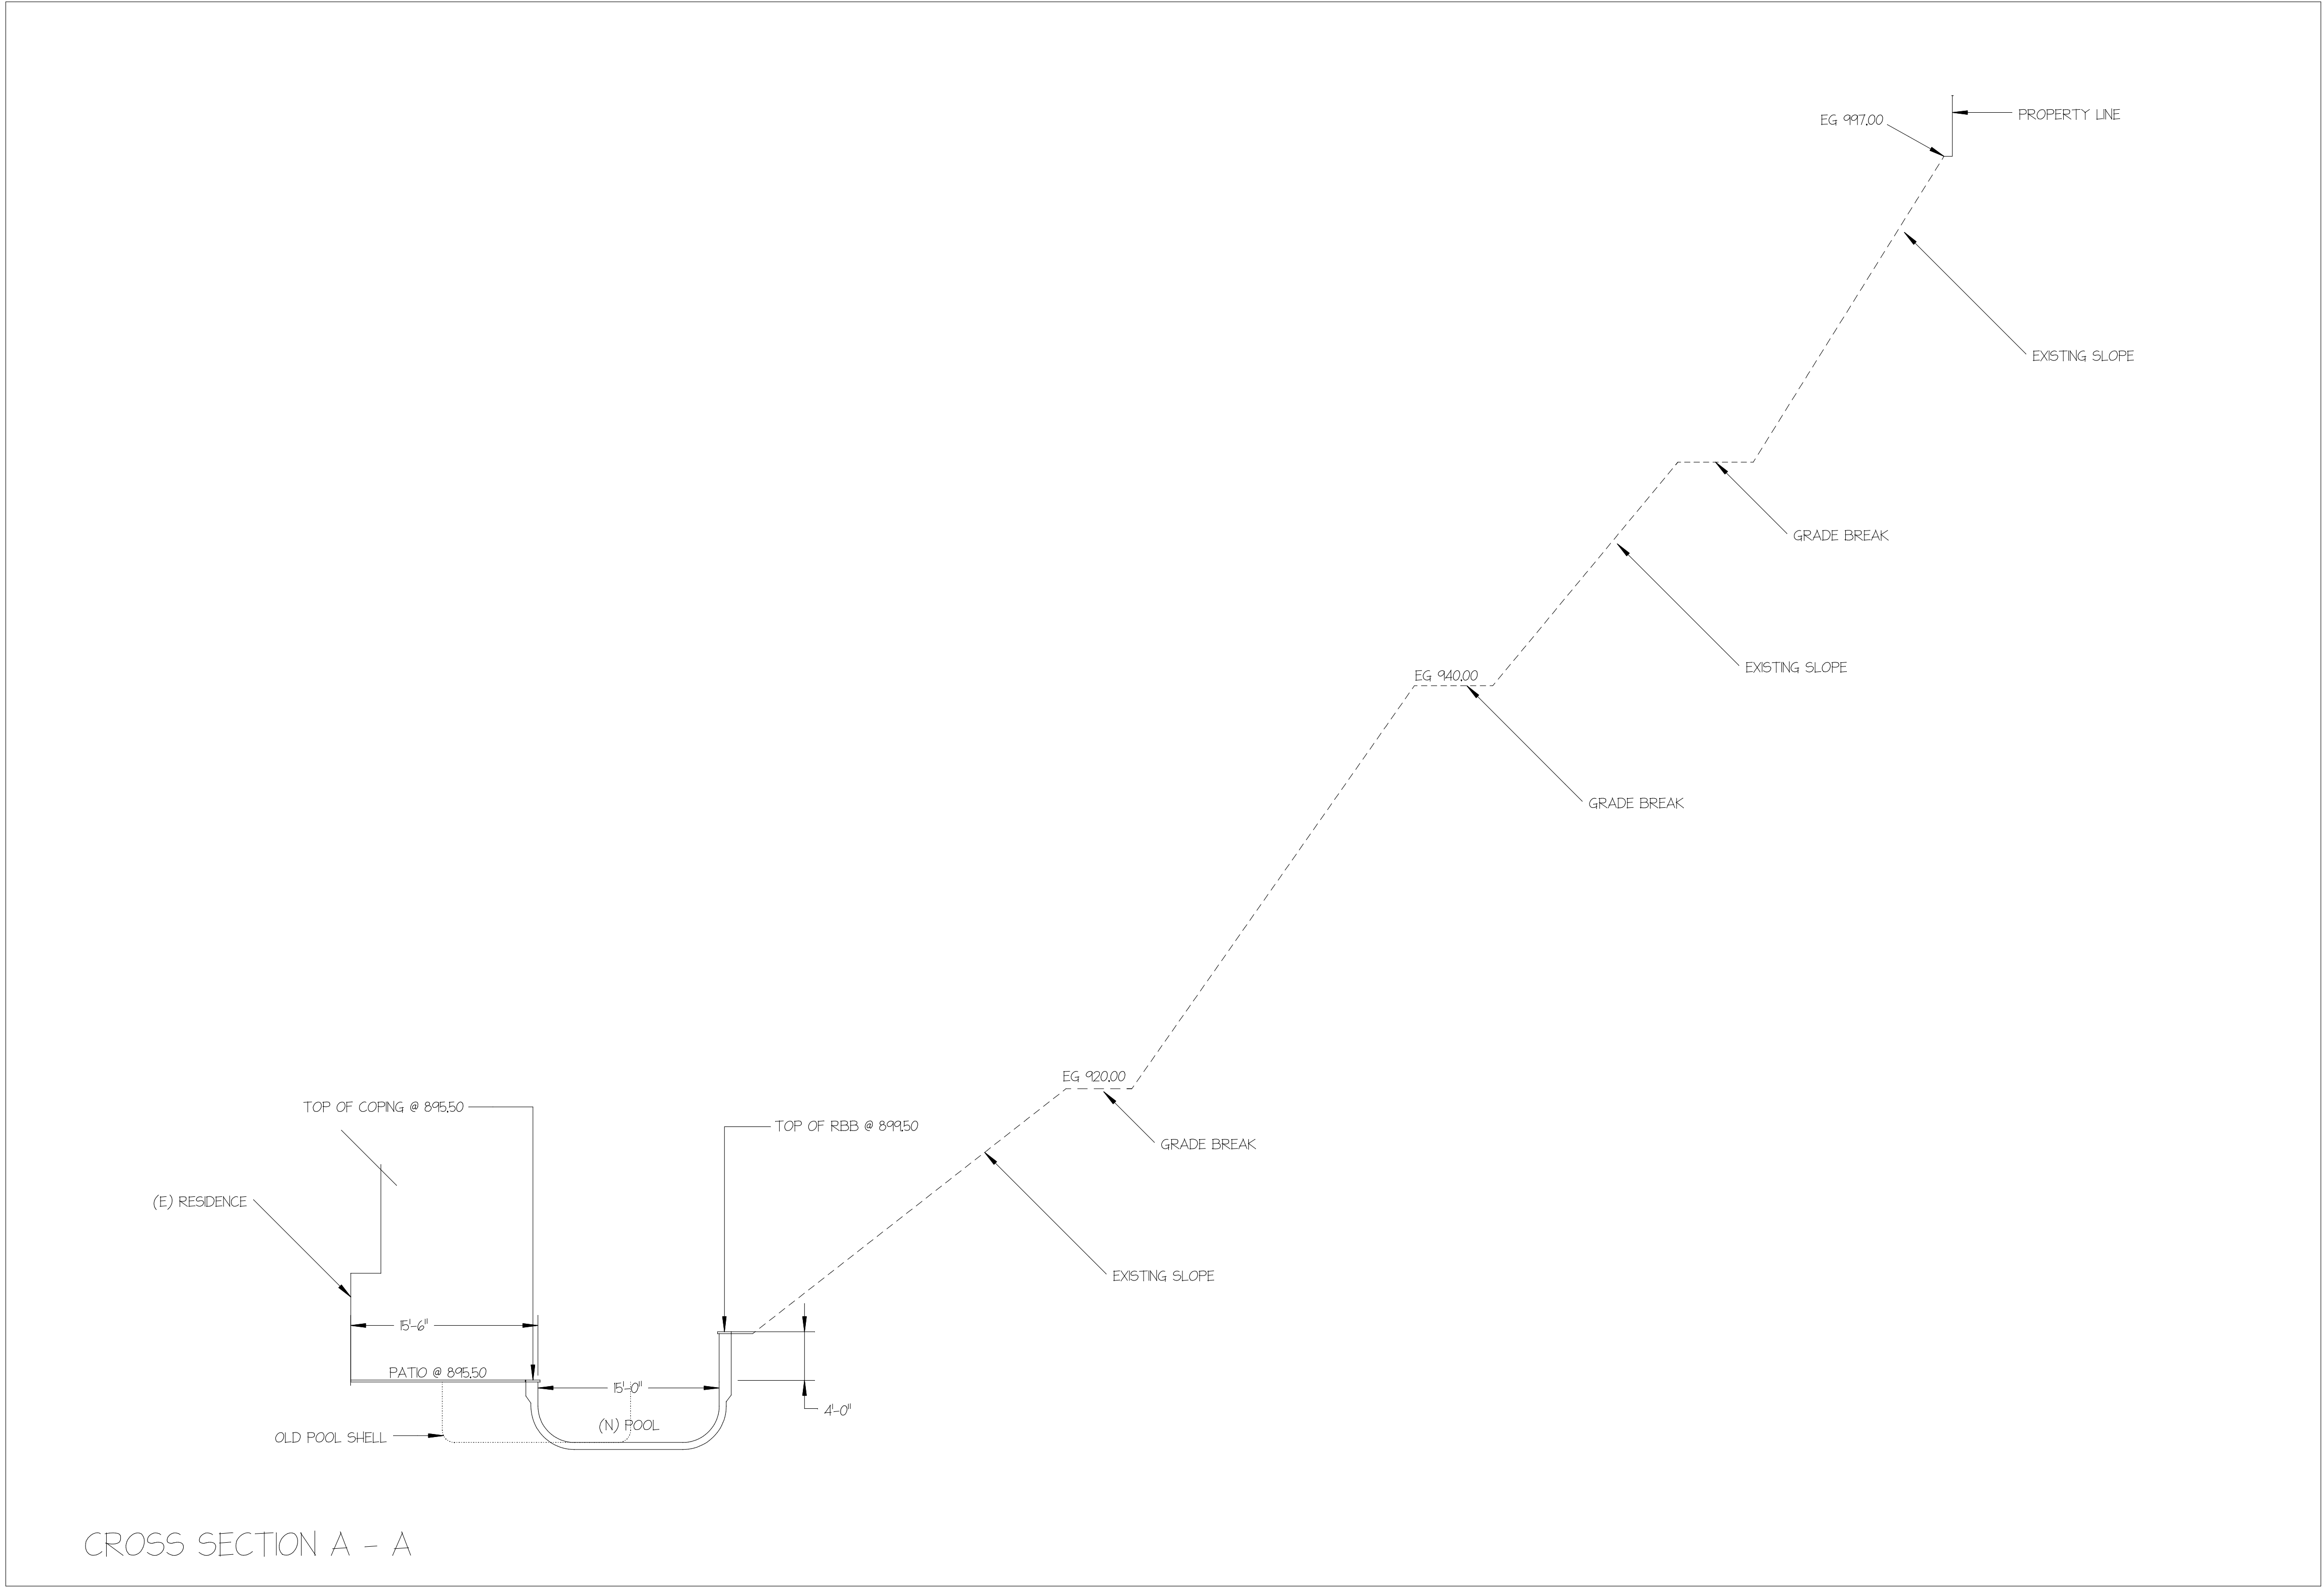 EG 997.00
PROPERTY LINE
EXISTING SLOPE
GRADE BREAK
EXISTING SLOPE
EG 940.00
GRADE BREAK
EG 920.00
TOP OF COPING @ 895.50
TOP OF RBB @ 899.50
GRADE BREAK
(E) RESIDENCE
EXISTING SLOPE
15'-6"
PATIO @ 895.50
15'-0"
4'-0"
(N) POOL
OLD POOL SHELL
CROSS SECTION A - A